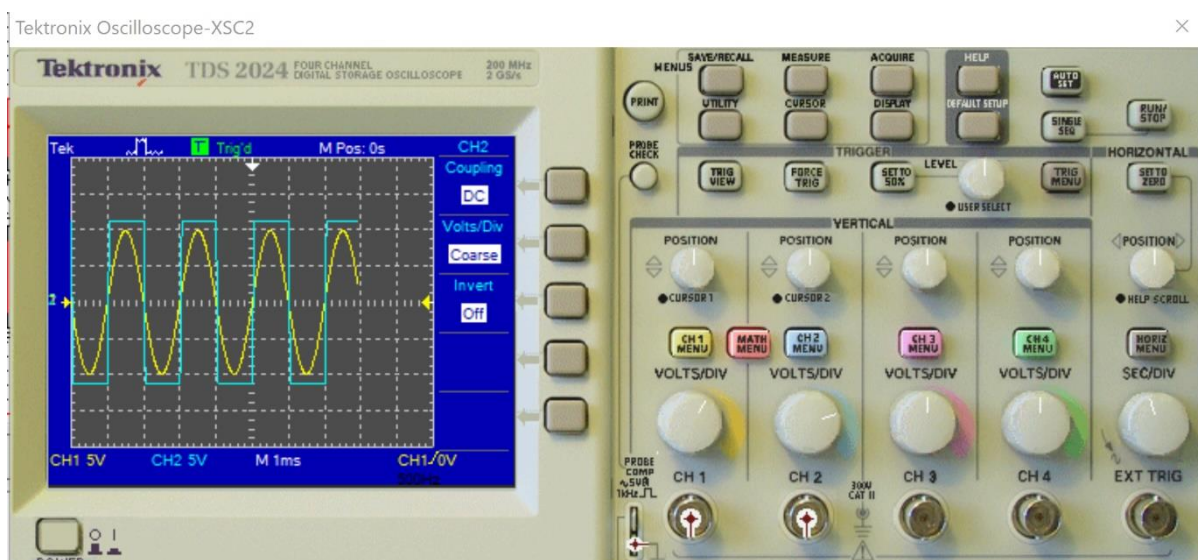 Tektronix Oscilloscope-XSC2
Tektronix TDS 2024 FOUR CHANNEL DIGITAL STORAGE OSCILLOSCOPE 200 MHz 2 GS/s
Tek T Trig'd M Pos: 0s CH2
Coupling
DC
Volts/Div
Coarse
Invert
Off
2
CH1 5V CH2 5V M 1ms CH1/0V
MENUS
SAVE/RECALL MEASURE ACQUIRE HELP
PRINT
AUTO SET
RUN/ STOP
UTILITY CURSOR DISPLAY DEFAULT SETUP
SINGLE SEQ
PROBE CHECK
TRIGGER
HORIZONTAL
TRIG VIEW
FORCE TRIG
SET TO 50%
LEVEL
TRIG MENU
SET TO ZERO
USER SELECT
VERTICAL
POSITION POSITION POSITION POSITION POSITION
CURSOR 1 CURSOR 2 HELP SCROLL
CH 1 MENU
MATH MENU
CH 2 MENU
CH 3 MENU
CH 4 MENU
HORIZ MENU
VOLTS/DIV VOLTS/DIV VOLTS/DIV VOLTS/DIV SEC/DIV
PROBE COMP
~5V@
1kHz
CH 1 CH 2 CH 3 CH 4 EXT TRIG
300V
CAT II